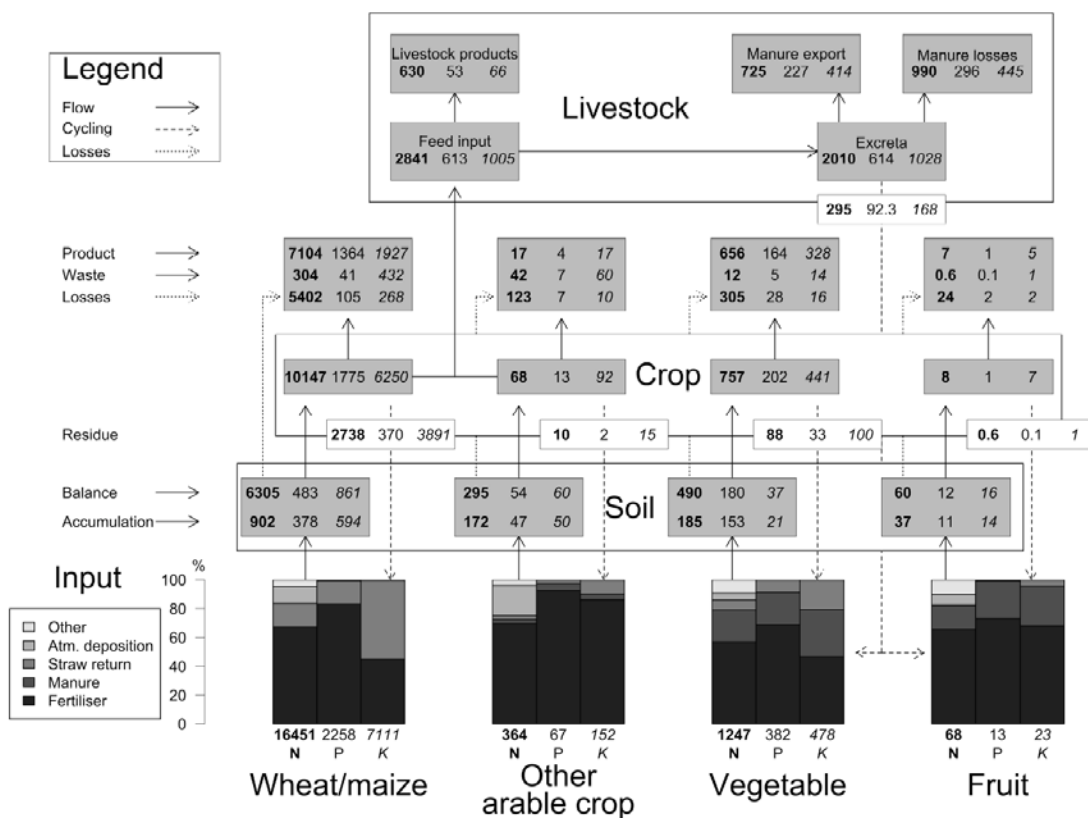 Legend
Flow
Cycling
Losses
Livestock products
630 53 66
Manure export
725 227 414
Manure losses
990 296 445
Livestock
Feed input
2841 613 1005
Excreta
2010 614 1028
295 92.3 168
Product
Waste
Losses
7104 1364 1927
304 41 432
5402 105 268
17 4 17
42 7 60
123 7 10
656 164 328
12 5 14
305 28 16
7 1 5
0.6 0.1 1
24 2 2
10147 1775 6250
68 13 92
Crop
757 202 441
8 1 7
Residue
2738 370 3891
10 2 15
88 33 100
0.6 0.1 1
Balance
Accumulation
6305 483 861
902 378 594
295 54 60
172 47 50
Soil
490 180 37
185 153 21
60 12 16
37 11 14
Input
%
100
80
60
40
20
0
Other
Atm. deposition
Straw return
Manure
Fertiliser
16451 2258 7111
N P K
Wheat/maize
364 67 152
N P K
Other
arable crop
1247 382 478
N P K
Vegetable
68 13 23
N P K
Fruit